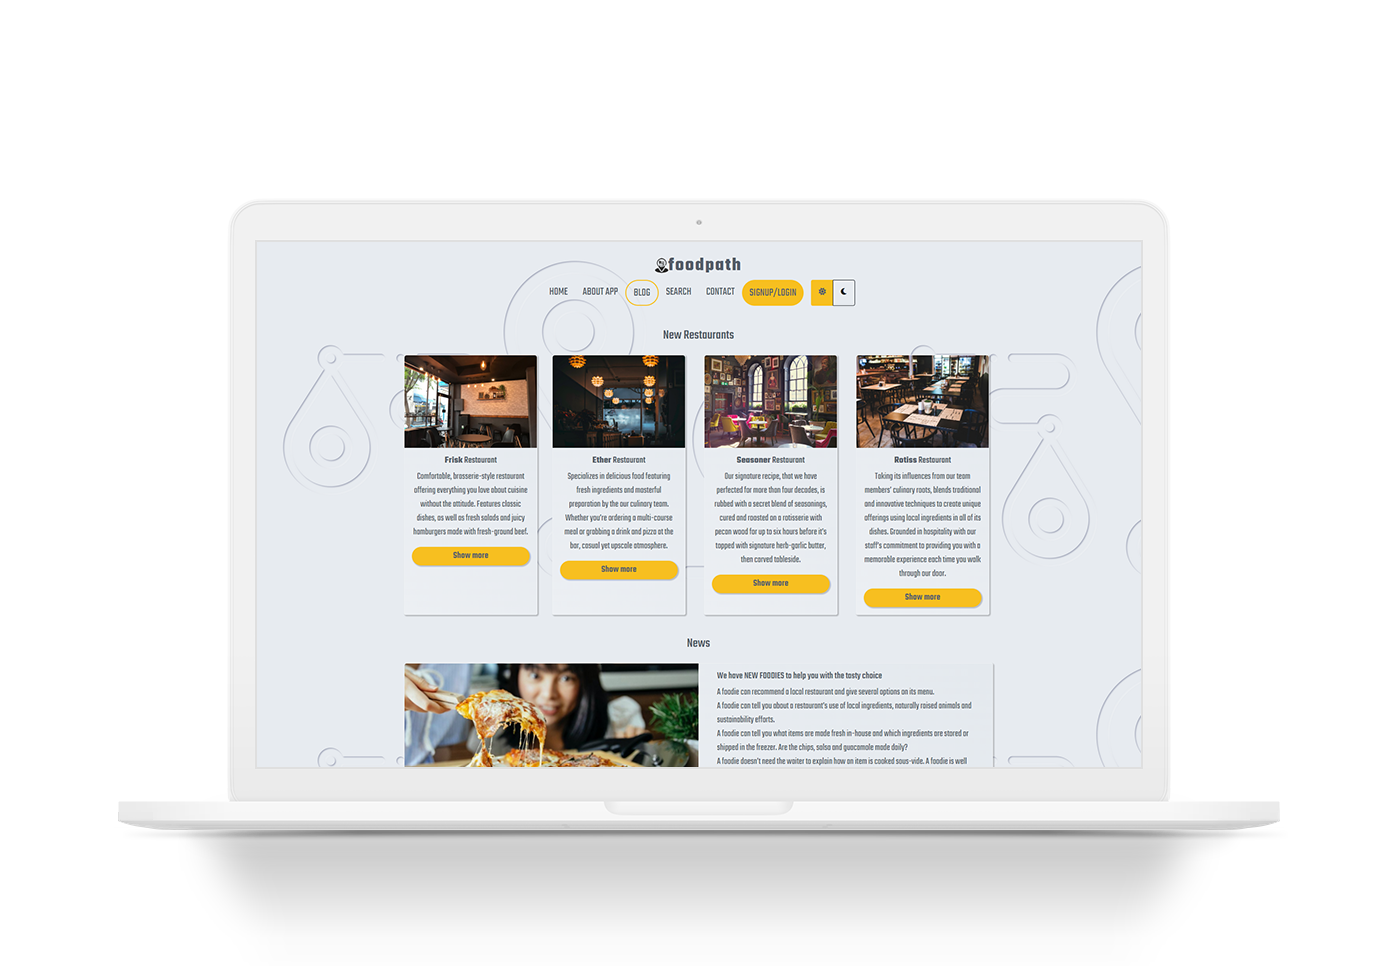 foodpath
HOME ABOUT APP BLOG SEARCH CONTACT SIGNUP/LOGIN
New Restaurants
Frisk Restaurant
Comfortable, brasserie-style restaurant
offering everything you love about cuisine
without the attitude. Features classic
dishes, as well as fresh salads and juicy
hamburgers made with fresh-ground beef.
Show more
Ether Restaurant
Specializes in delicious food featuring
fresh ingredients and masterful
preparation by the our culinary team.
Whether you're ordering a multi-course
meal or grabbing a drink and pizza at the
bar, casual yet upscale atmosphere.
Show more
Seasoner Restaurant
Our signature recipe, that we have
perfected for more than four decades, is
rubbed with a secret blend of seasonings,
cured and roasted on a rotisserie with
pecan wood for up to six hours before it's
topped with signature herb-garlic butter,
then carved tableside.
Show more
Ratiss Restaurant
Taking its influences from our team
members' culinary roots, blends traditional
and innovative techniques to create unique
offerings using local ingredients in all of its
dishes. Grounded in hospitality with our
staff's commitment to providing you with a
memorable experience each time you walk
through our door.
Show more
News
We have NEW FOODIES to help you with the tasty choice
A foodie can recommend a local restaurant and give several options on its menu.
A foodie can tell you about a restaurant's use of local ingredients, naturally raised animals and
sustainability efforts.
A foodie can tell you what items are made fresh in-house and which ingredients are stored or
shipped in the freezer. Are the chips, salsa and guacamole made daily?
A foodie doesn't need the waiter to explain how an item is cooked sous-vide. A foodie is well